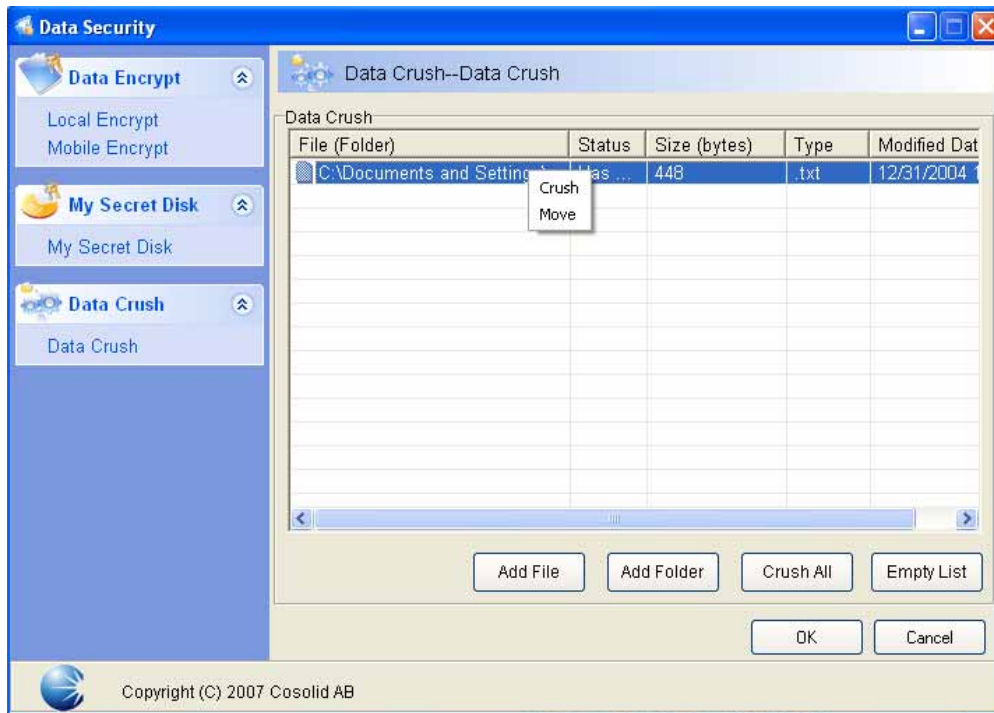 Data Security
Data Encrypt
Local Encrypt
Mobile Encrypt
My Secret Disk
My Secret Disk
Data Crush
Data Crush
Data Crush--Data Crush
Data Crush
File (Folder) Status Size (bytes) Type Modified Dat
C:\Documents and Setting Has ... 448 .txt 12/31/2004 1
Crush
Move
Add File Add Folder Crush All Empty List
OK Cancel
Copyright (C) 2007 Cosolid AB